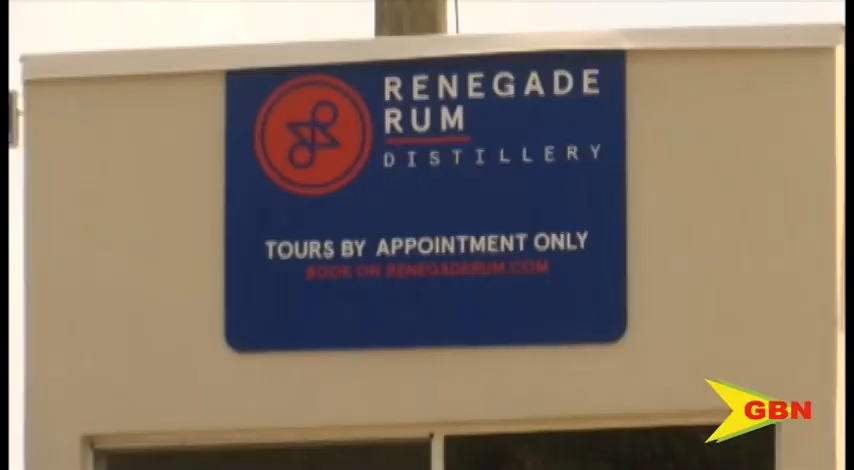 RENEGADE
RUM
DISTILLERY
TOURS BY APPOINTMENT ONLY
BOOK ON RENEGADERUM.COM
GBN